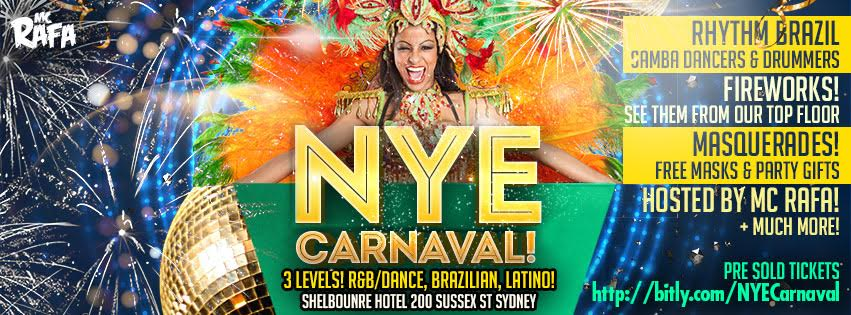 MC
RAFA
NYE
CARNAVAL!
3 LEVELS! R&B/DANCE, BRAZILIAN, LATINO!
SHELBOUNRE HOTEL 200 SUSSEX ST SYDNEY
RHYTHM BRAZIL
SAMBA DANCERS & DRUMMERS
FIREWORKS!
SEE THEM FROM OUR TOP FLOOR
MASQUERADES!
FREE MASKS & PARTY GIFTS
HOSTED BY MC RAFA!
+ MUCH MORE!
PRE SOLD TICKETS
http://bitly.com/NYECarnaval